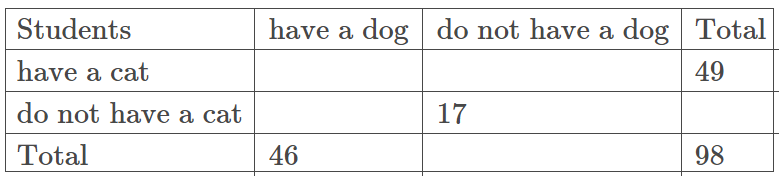 Students have a dog do not have a dog Total
have a cat 49
do not have a cat 17
Total 46 98